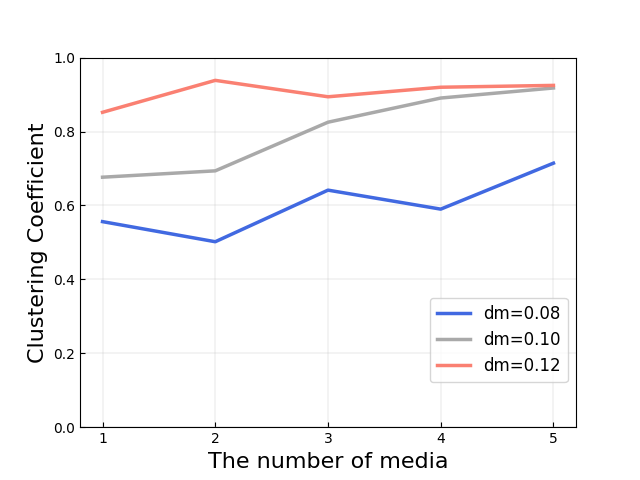 1.0
0.8
0.6
0.4
0.2
0.0
Clustering Coefficient
dm=0.08
dm=0.10
dm=0.12
1 2 3 4 5
The number of media